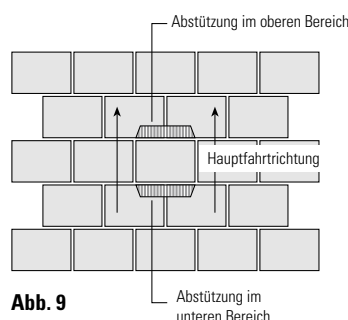 Abstützung im oberen Bereich
Hauptfahrtrichtung
Abb. 9
Abstützung im
unteren Bereich